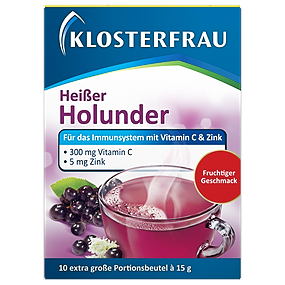 KLOSTERFRAU
Heißer
Holunder
Für das Immunsystem mit Vitamin C & Zink
• 300 mg Vitamin C
• 5 mg Zink
Fruchtiger
Geschmack
10 extra große Portionsbeutel à 15 g